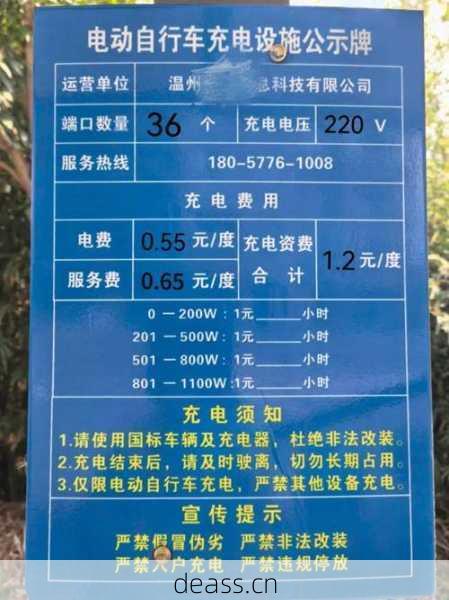 电动自行车充电设施公示牌
运营单位 温州 息科技有限公司
端口数量 36 个 充电电压 220 V
服务热线 180-5776-1008
充电费用
电费 0.55 元/度 充电资费合计 1.2 元/度
服务费 0.65 元/度
0 — 200W：1元______小时
201 — 500W：1元______小时
501 — 800W：1元______小时
801 — 1100W:1元______小时
充电须知
1.请使用国标车辆及充电器，杜绝非法改装。
2.充电结束后，请及时驶离，切勿长期占用。
3.仅限电动自行车充电，严禁其他设备充电。
宣传提示
严禁假冒伪劣 严禁非法改装
严禁入户充电 严禁违规停放
deass.cn